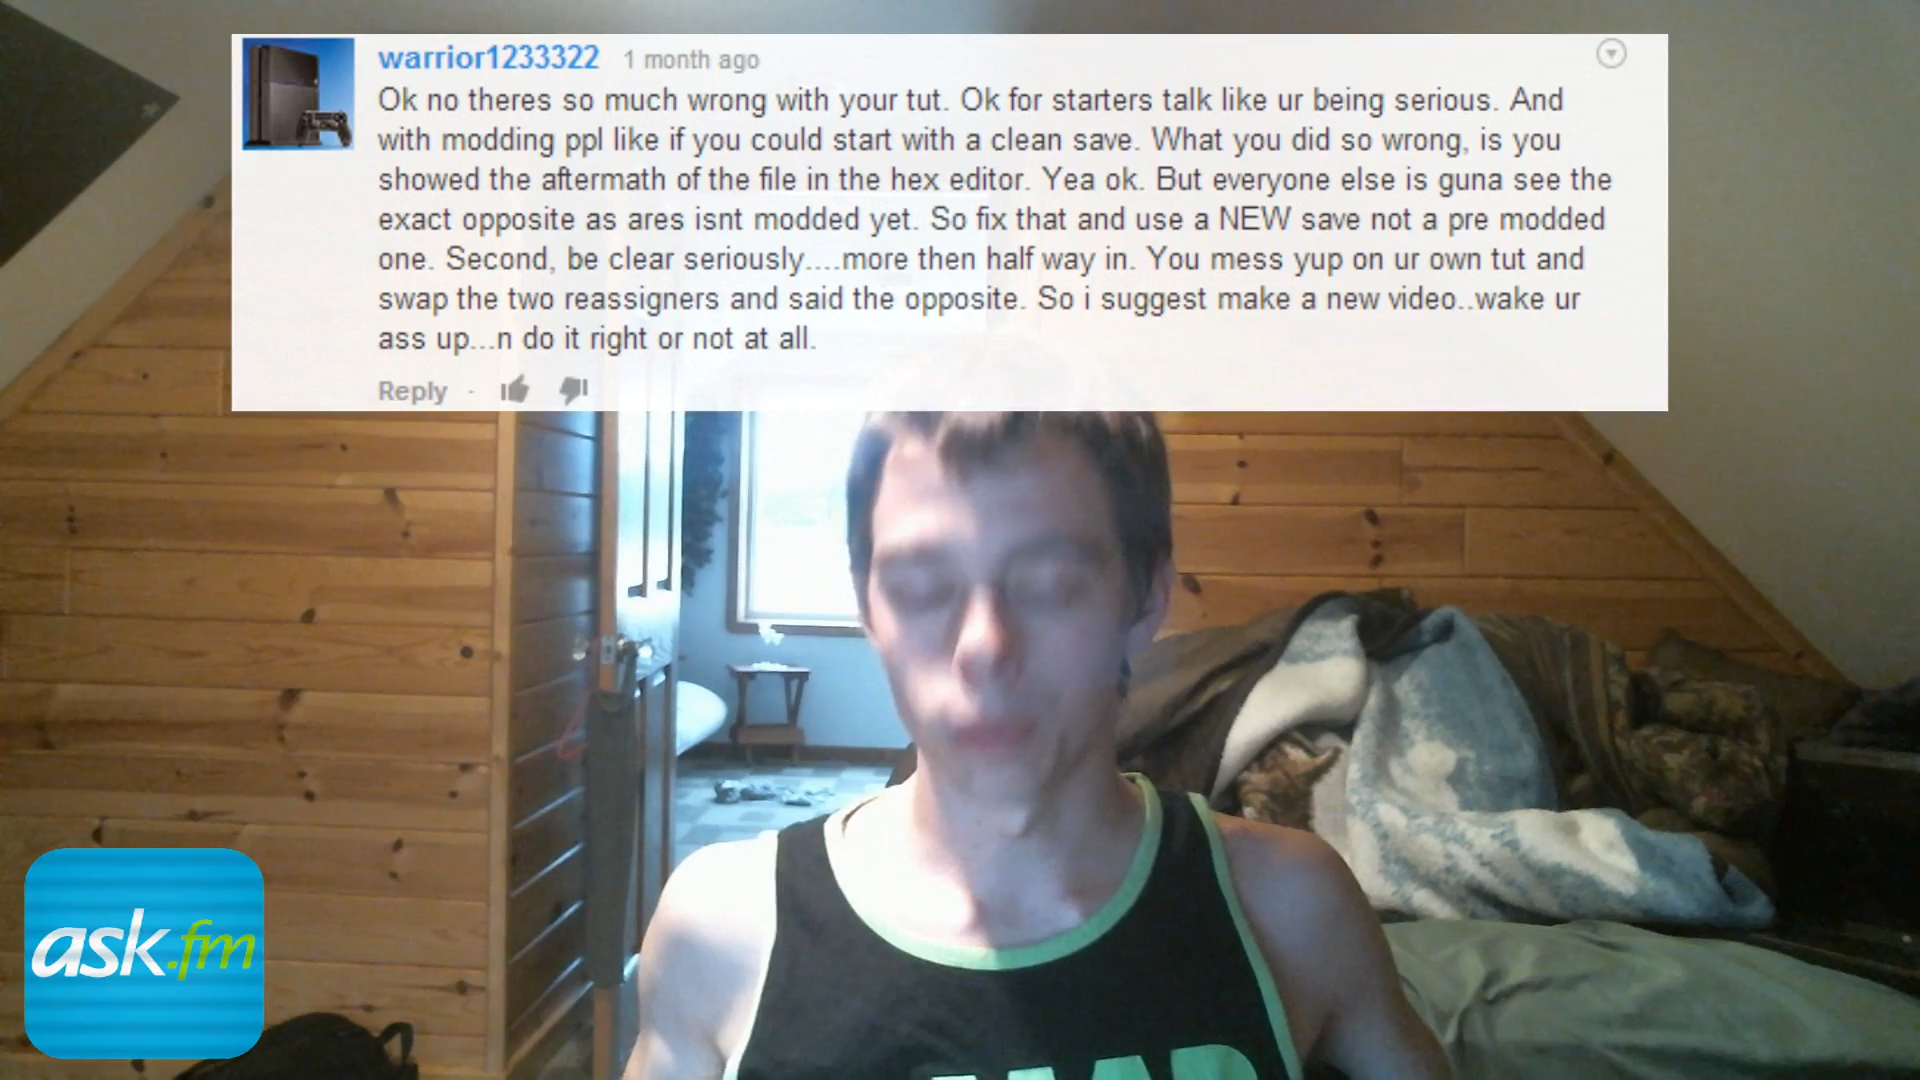 warrior1233322 1 month ago
Ok no theres so much wrong with your tut. Ok for starters talk like ur being serious. And
with modding ppl like if you could start with a clean save. What you did so wrong, is you
showed the aftermath of the file in the hex editor. Yea ok. But everyone else is guna see the
exact opposite as ares isnt modded yet. So fix that and use a NEW save not a pre modded
one. Second, be clear seriously....more then half way in. You mess yup on ur own tut and
swap the two reassigners and said the opposite. So i suggest make a new video..wake ur
ass up...n do it right or not at all.
Reply ·
ask.fm